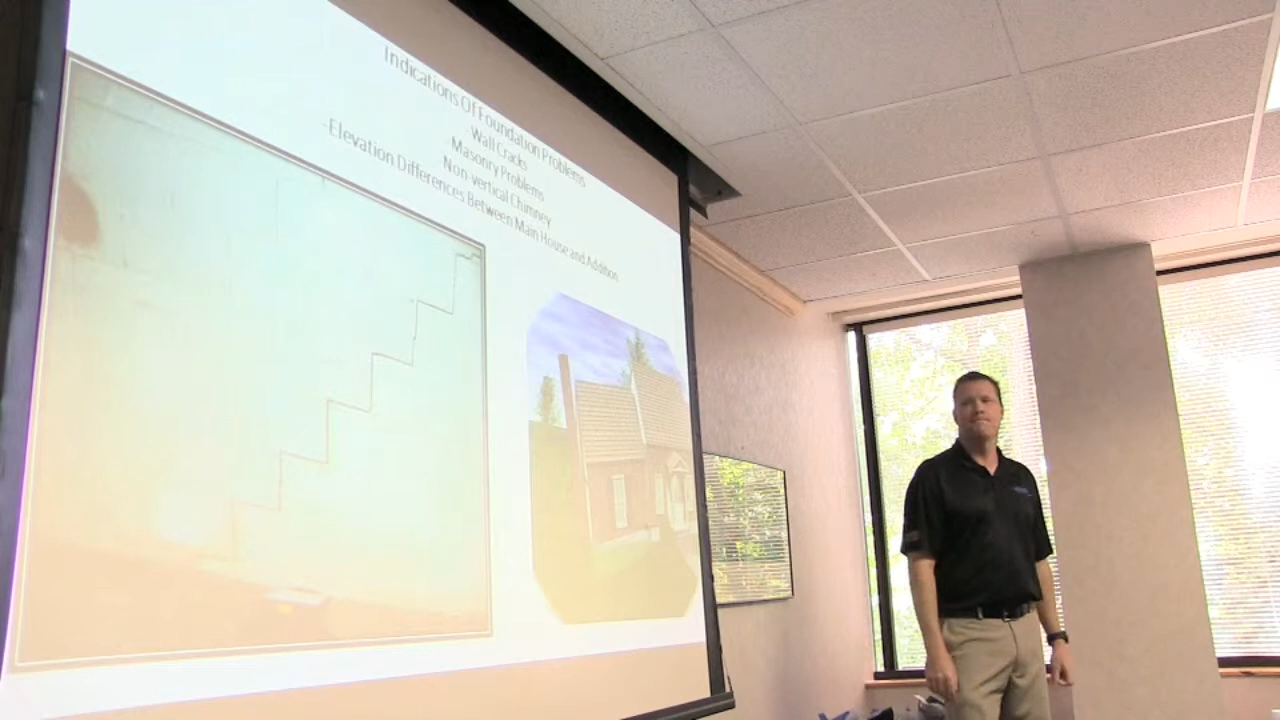 Indications Of Foundation Problems
-Wall Cracks
-Masonry Problems
-Non-vertical Chimney
-Elevation Differences Between Main House and Addition